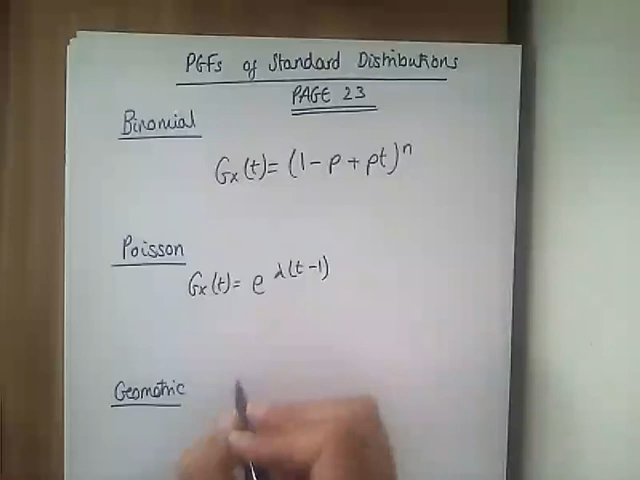 PGFs of Standard Distributions
PAGE 23
Binomial
Gx(t)= (1-p+pt)ⁿ
Poisson
Gx(t)= e^λ(t-1)
Geometric